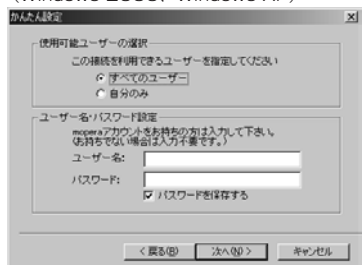 (Windows 2000、Windows XP)
かんたん設定
使用可能ユーザーの選択
この接続を利用できるユーザーを指定してください
すべてのユーザー
自分のみ
ユーザー名・パスワード設定
moperaアカウントをお持ちの方は入力して下さい。
(お持ちでない場合は入力不要です。)
ユーザー名:
パスワード:
パスワードを保存する
< 戻る(B)
次へ(N) >
キャンセル